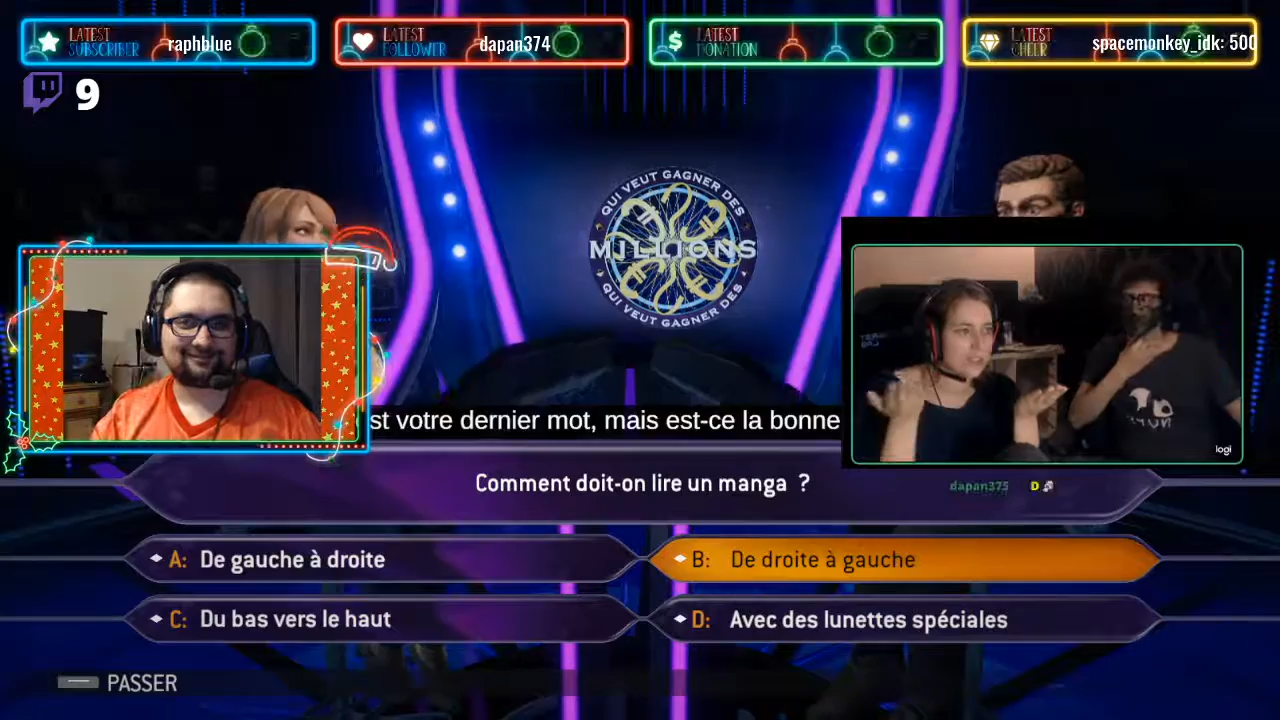 LATEST SUBSCRIBER raphblue
LATEST FOLLOWER dapan374
LATEST DONATION
LATEST CHEER spacemonkey_idk: 500
9
QUI VEUT GAGNER DES
MILLIONS
QUI VEUT GAGNER DES
logi
st votre dernier mot, mais est-ce la bonne
Comment doit-on lire un manga ?
dapan375 D
A: De gauche à droite
B: De droite à gauche
C: Du bas vers le haut
D: Avec des lunettes spéciales
PASSER